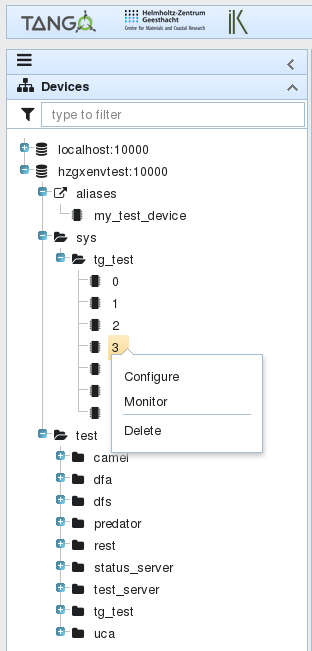 TANGO
Helmholtz-Zentrum
Geesthacht
Centre for Materials and Coastal Research
iK
Devices
type to filter
localhost:10000
hzgxenvtest:10000
aliases
my_test_device
sys
tg_test
0
1
2
3
Configure
Monitor
Delete
test
camel
dfa
dfs
predator
rest
status_server
test_server
tg_test
uca